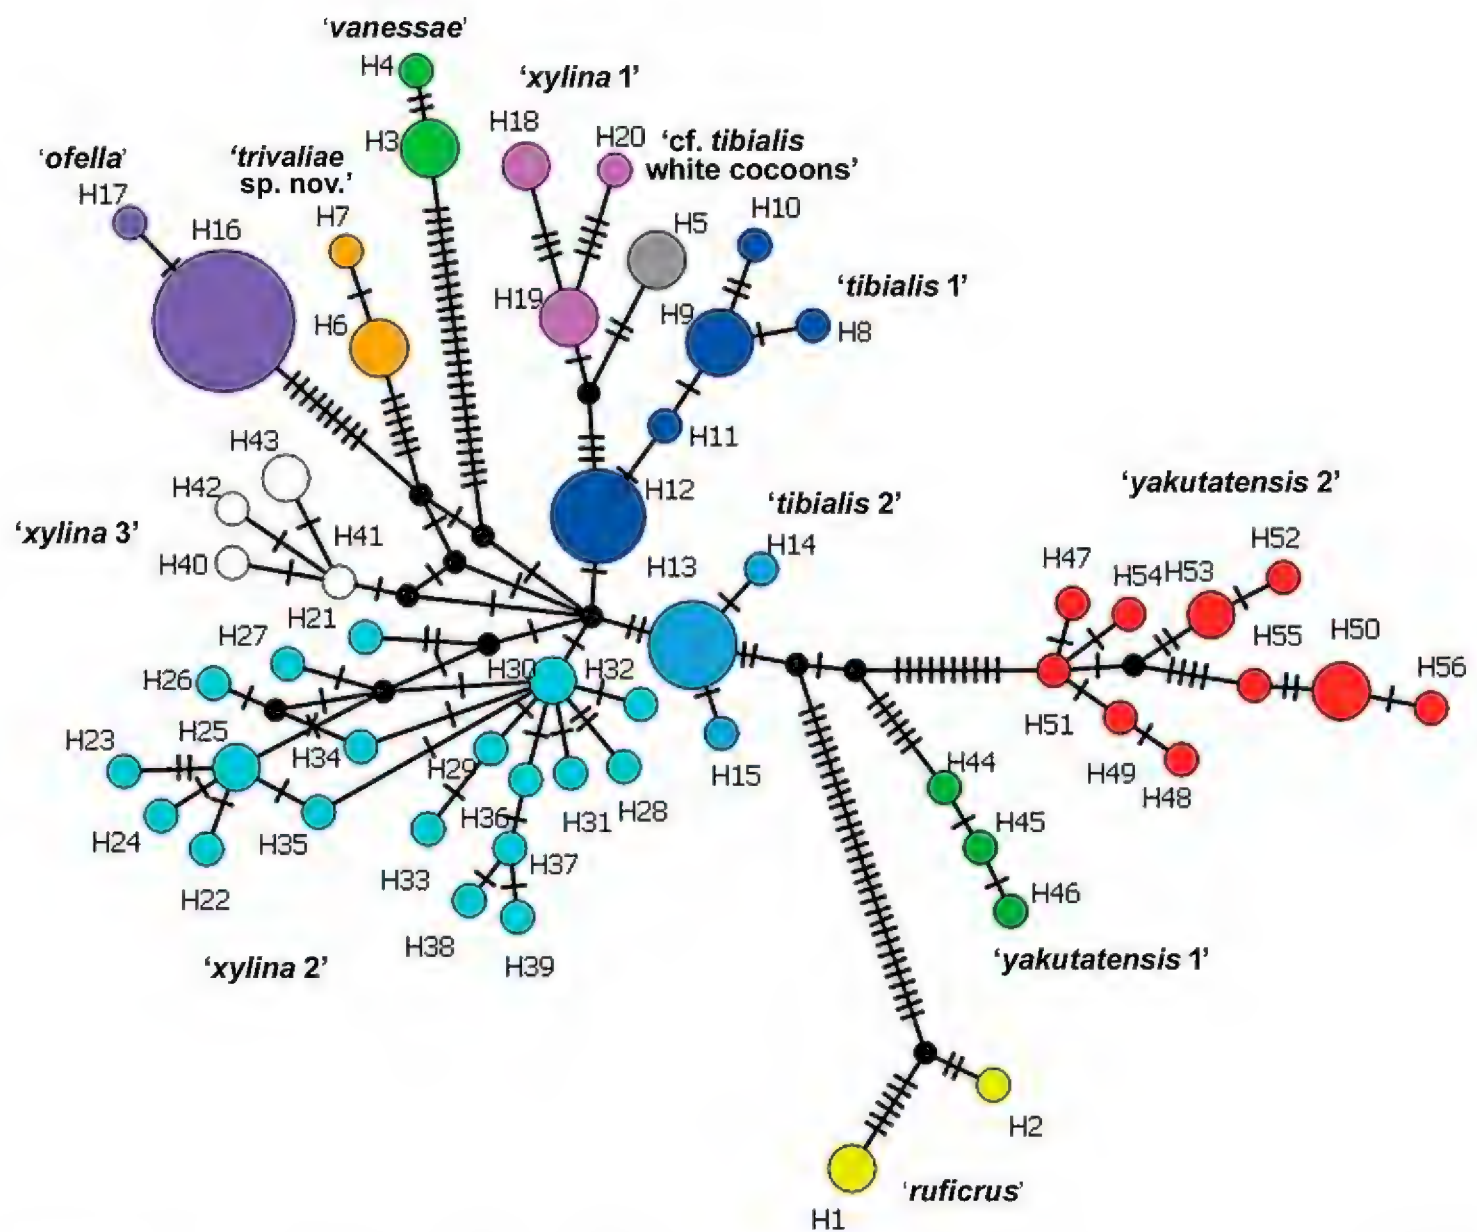 ‘vanessae’
H4
‘xylina 1’
H3
H18
H20
‘cf. tibialis
white cocoons’
‘ofella’
‘trivaliae
sp. nov.’
H17
H7
H16
H5
H10
‘tibialis 1’
H6
H19
H9
H8
H43
H11
H42
H12
‘tibialis 2’
‘yakutatensis 2’
‘xylina 3’
H41
H40
H13
H14
H47
H54
H53
H52
H21
H27
H30
H32
H55
H50
H56
H26
H23
H25
H34
H29
H51
H15
H49
H48
H44
H24
H35
H36
H31
H28
H45
H22
H33
H37
H46
H38
H39
‘xylina 2’
‘yakutatensis 1’
H2
H1
‘ruficrus’